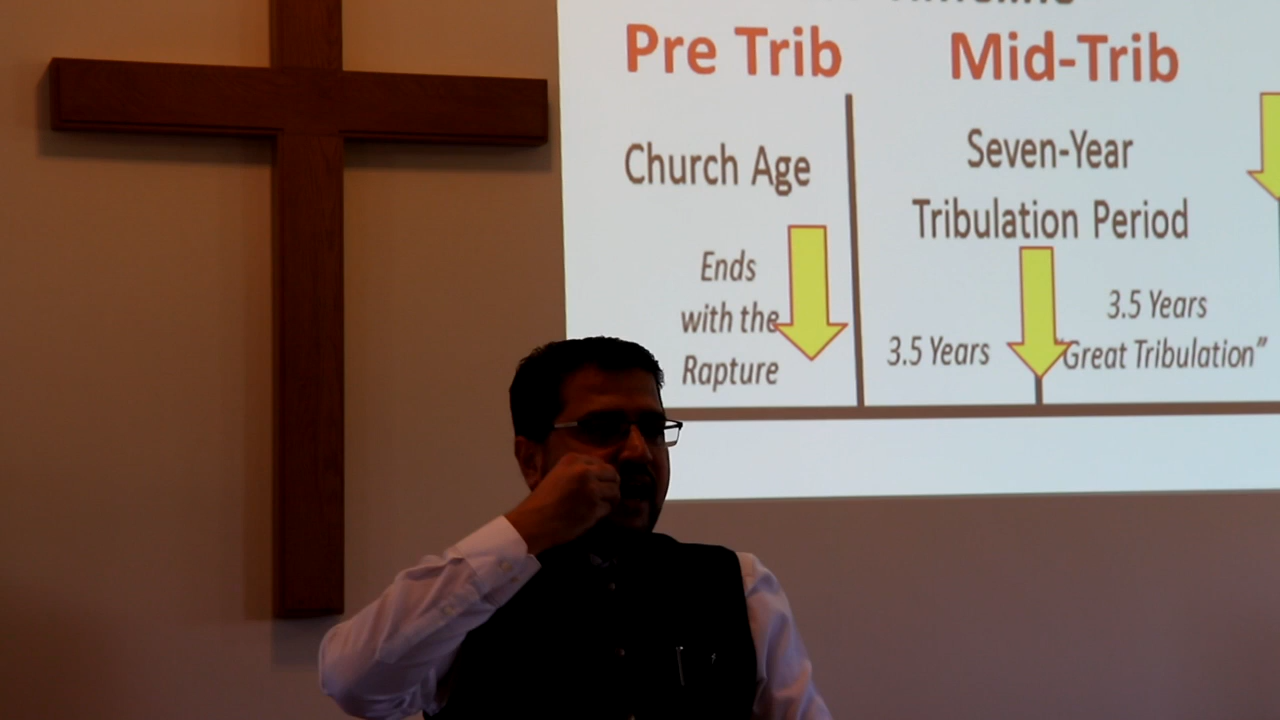 Pre Trib
Mid-Trib
Church Age
Seven-Year
Tribulation Period
Ends
with the
Rapture
3.5 Years
3.5 Years
Great Tribulation”